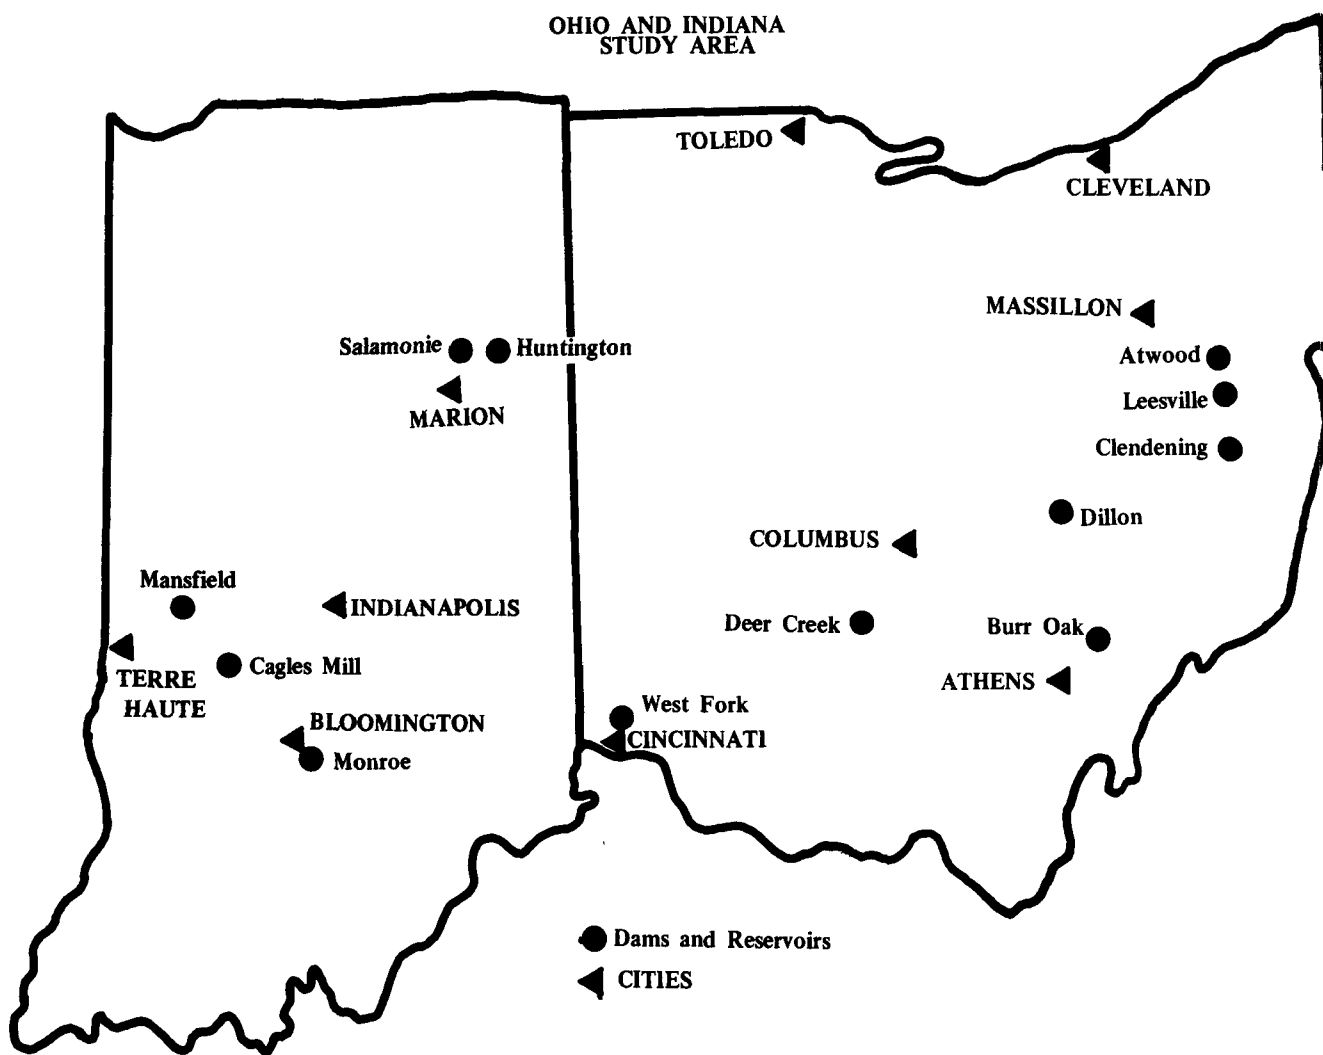 OHIO AND INDIANA
STUDY AREA
TOLEDO
CLEVELAND
MASSILLON
Salamonie
Huntington
Atwood
MARION
Leesville
Clendening
Dillon
COLUMBUS
Mansfield
INDIANAPOLIS
Deer Creek
Burr Oak
Cagles Mill
TERRE
HAUTE
ATHENS
West Fork
BLOOMINGTON
CINCINNATI
Monroe
Dams and Reservoirs
CITIES